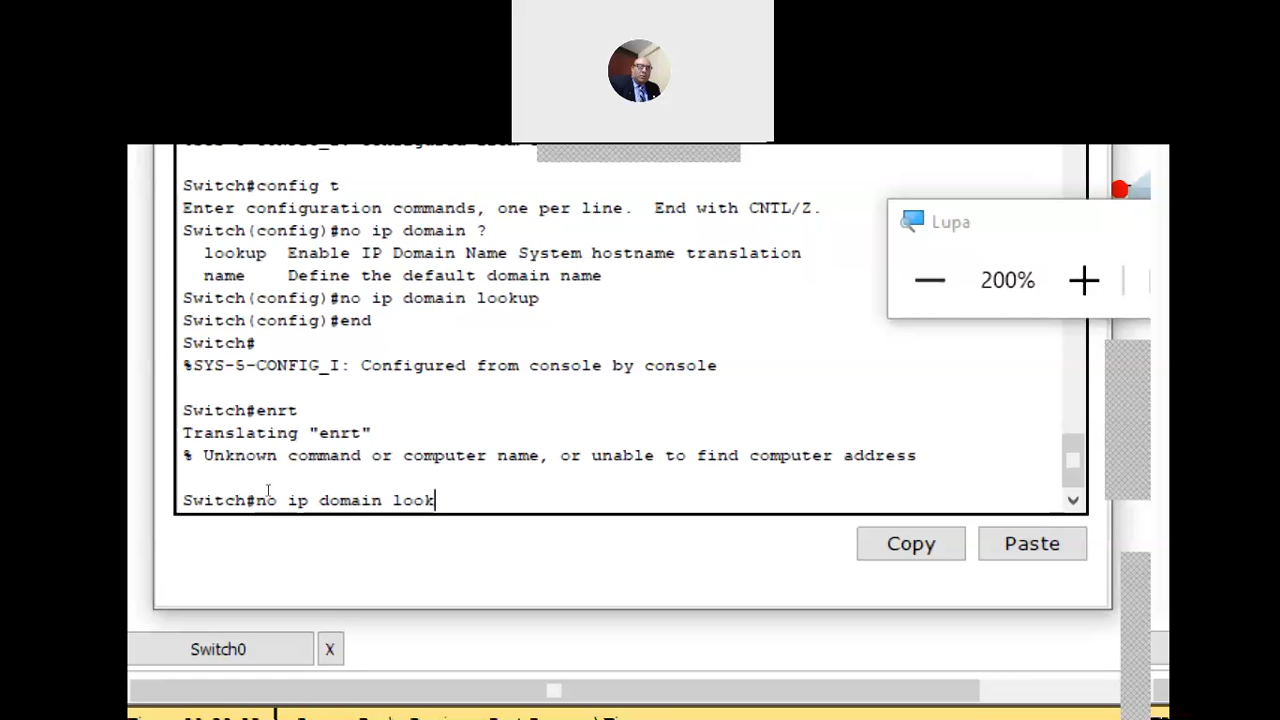 Switch#config t
Enter configuration commands, one per line.  End with CNTL/Z.
Switch(config)#no ip domain ?
  lookup  Enable IP Domain Name System hostname translation
  name    Define the default domain name
Switch(config)#no ip domain lookup
Switch(config)#end
Switch#
%SYS-5-CONFIG_I: Configured from console by console
Switch#enrt
Translating "enrt"
% Unknown command or computer name, or unable to find computer address
Switch#no ip domain look
Lupa
200%
Copy
Paste
Switch0
X